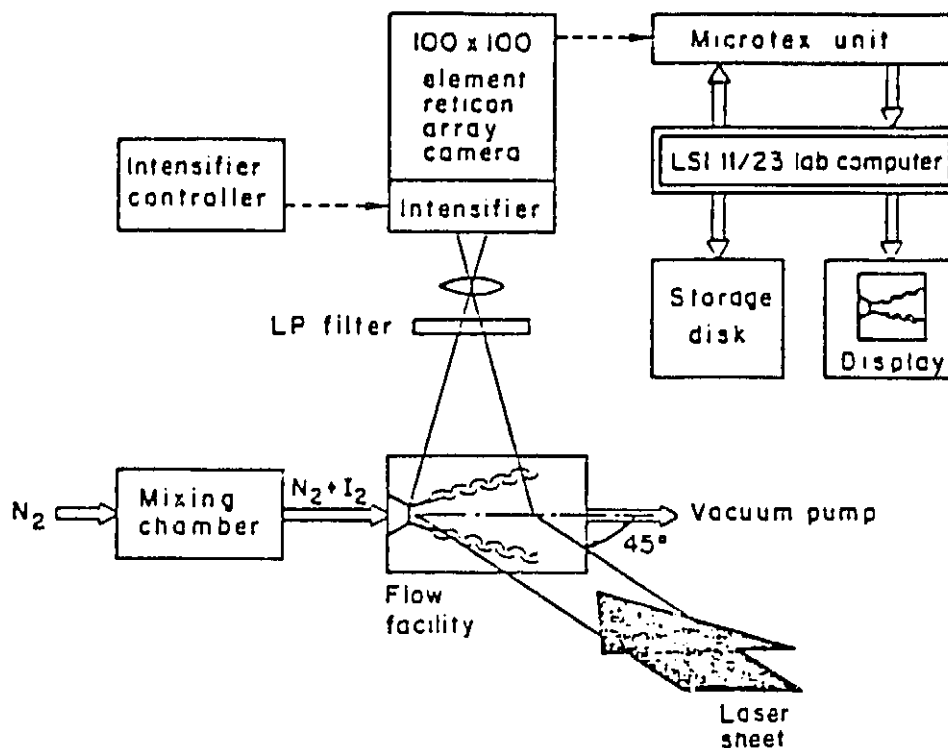 100 x 100
element
reticon
array
camera
Intensifier
Intensifier
controller
Microtex unit
LSI 11/23 lab computer
Storage
disk
Display
LP filter
N2
Mixing
chamber
N2 + I2
Flow
facility
Vacuum pump
45°
Laser
sheet